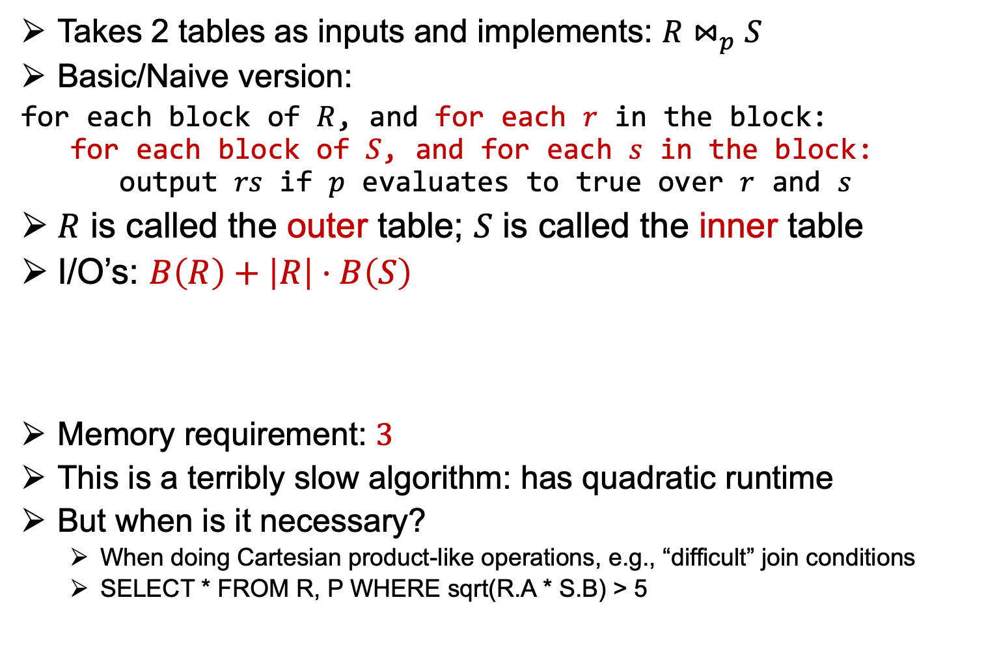 ➢ Takes 2 tables as inputs and implements: R ⋈p S
➢ Basic/Naive version:
for each block of R, and for each r in the block:
for each block of S, and for each s in the block:
output rs if p evaluates to true over r and s
➢ R is called the outer table; S is called the inner table
➢ I/O’s: B(R) + |R| · B(S)
➢ Memory requirement: 3
➢ This is a terribly slow algorithm: has quadratic runtime
➢ But when is it necessary?
➢ When doing Cartesian product-like operations, e.g., “difficult” join conditions
➢ SELECT * FROM R, P WHERE sqrt(R.A * S.B) > 5